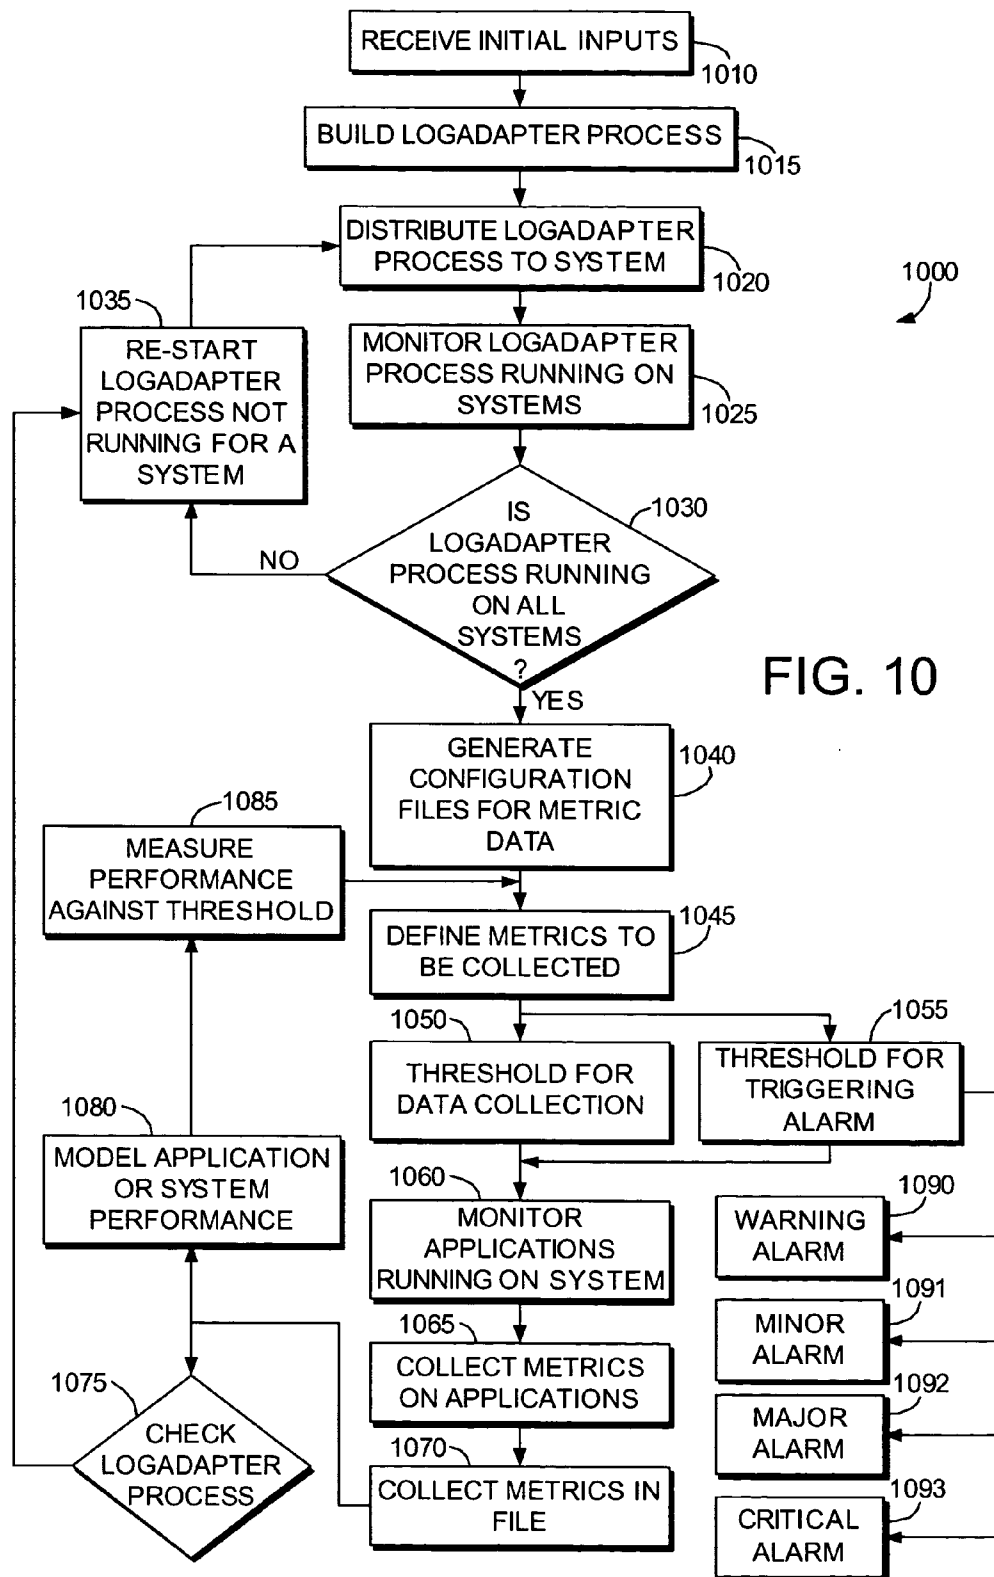 RECEIVE INITIAL INPUTS
1010
BUILD LOGADAPTER PROCESS
1015
DISTRIBUTE LOGADAPTER
PROCESS TO SYSTEM
1020
1000
1035
RE-START
LOGADAPTER
PROCESS NOT
RUNNING FOR A
SYSTEM
MONITOR LOGADAPTER
PROCESS RUNNING ON
SYSTEMS
1025
IS
LOGADAPTER
PROCESS RUNNING
ON ALL
SYSTEMS
?
1030
NO
YES
FIG. 10
GENERATE
CONFIGURATION
FILES FOR METRIC
DATA
1040
1085
MEASURE
PERFORMANCE
AGAINST THRESHOLD
DEFINE METRICS TO
BE COLLECTED
1045
1050
THRESHOLD FOR
DATA COLLECTION
1055
THRESHOLD FOR
TRIGGERING
ALARM
1080
MODEL APPLICATION
OR SYSTEM
PERFORMANCE
1060
MONITOR
APPLICATIONS
RUNNING ON SYSTEM
1090
WARNING
ALARM
1065
COLLECT METRICS
ON APPLICATIONS
1091
MINOR
ALARM
1075
CHECK
LOGADAPTER
PROCESS
1070
COLLECT METRICS IN
FILE
1092
MAJOR
ALARM
1093
CRITICAL
ALARM